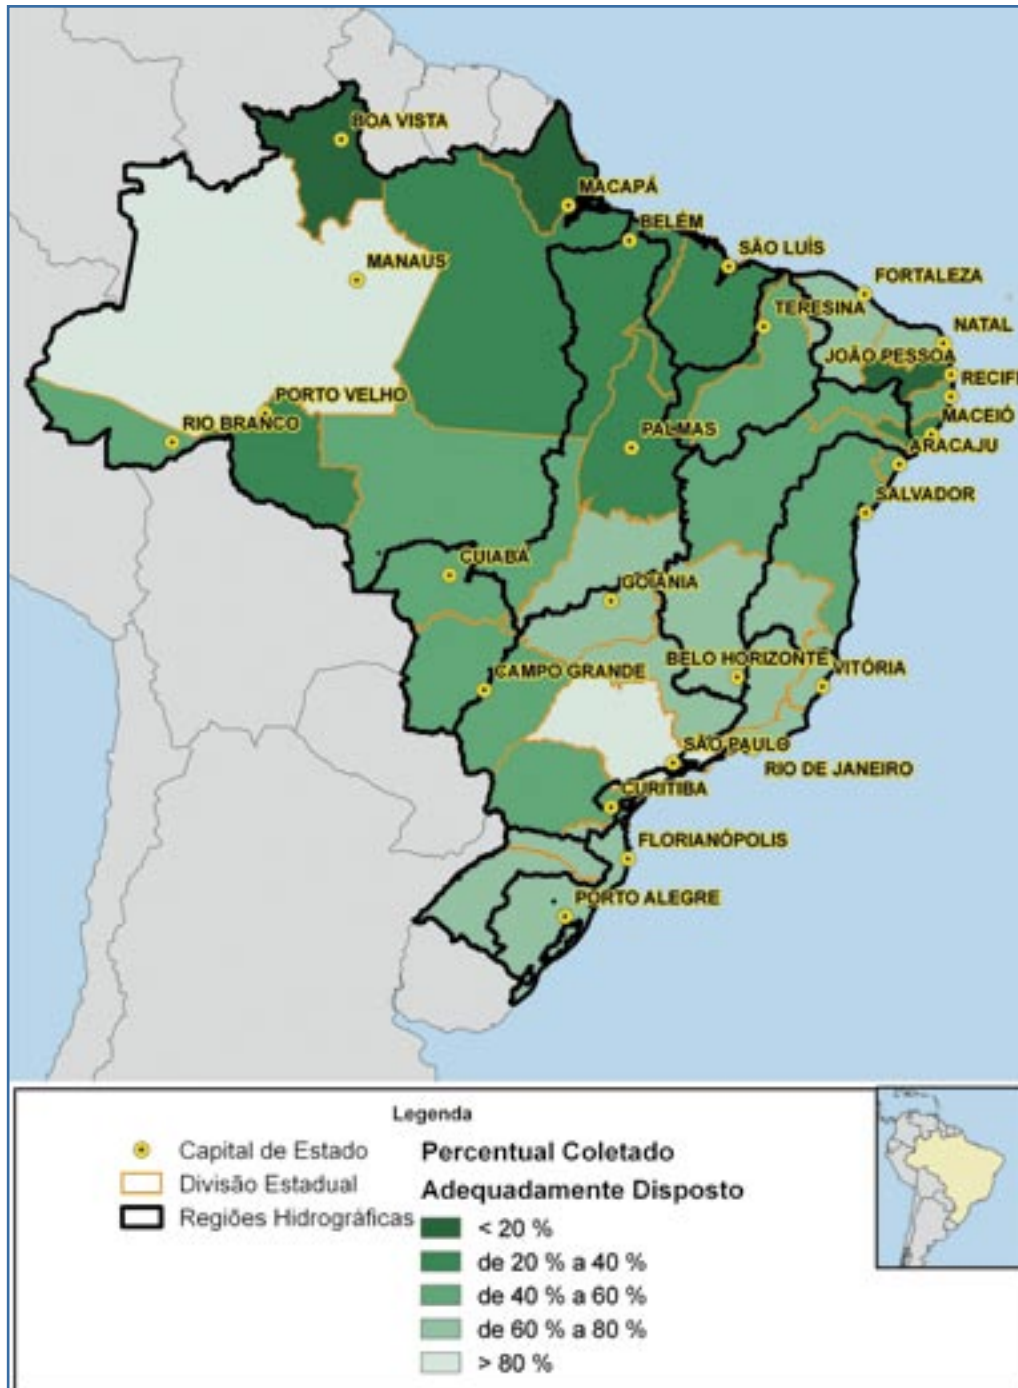 BOA VISTA
MACAPÁ
BELÉM
SÃO LUÍS
MANAUS
FORTALEZA
TERESINA
NATAL
JOÃO PESSOA
RECIF
PORTO VELHO
MACEIÓ
RIO BRANCO
PALMAS
ARACAJU
SALVADOR
CUIABÁ
GOIÂNIA
BELO HORIZONTE
VITÓRIA
CAMPO GRANDE
SÃO PAULO
RIO DE JANEIRO
CURITIBA
FLORIANÓPOLIS
PORTO ALEGRE
Legenda
Capital de Estado
Divisão Estadual
Regiões Hidrográficas
Percentual Coletado
Adequadamente Disposto
< 20 %
de 20 % a 40 %
de 40 % a 60 %
de 60 % a 80 %
> 80 %